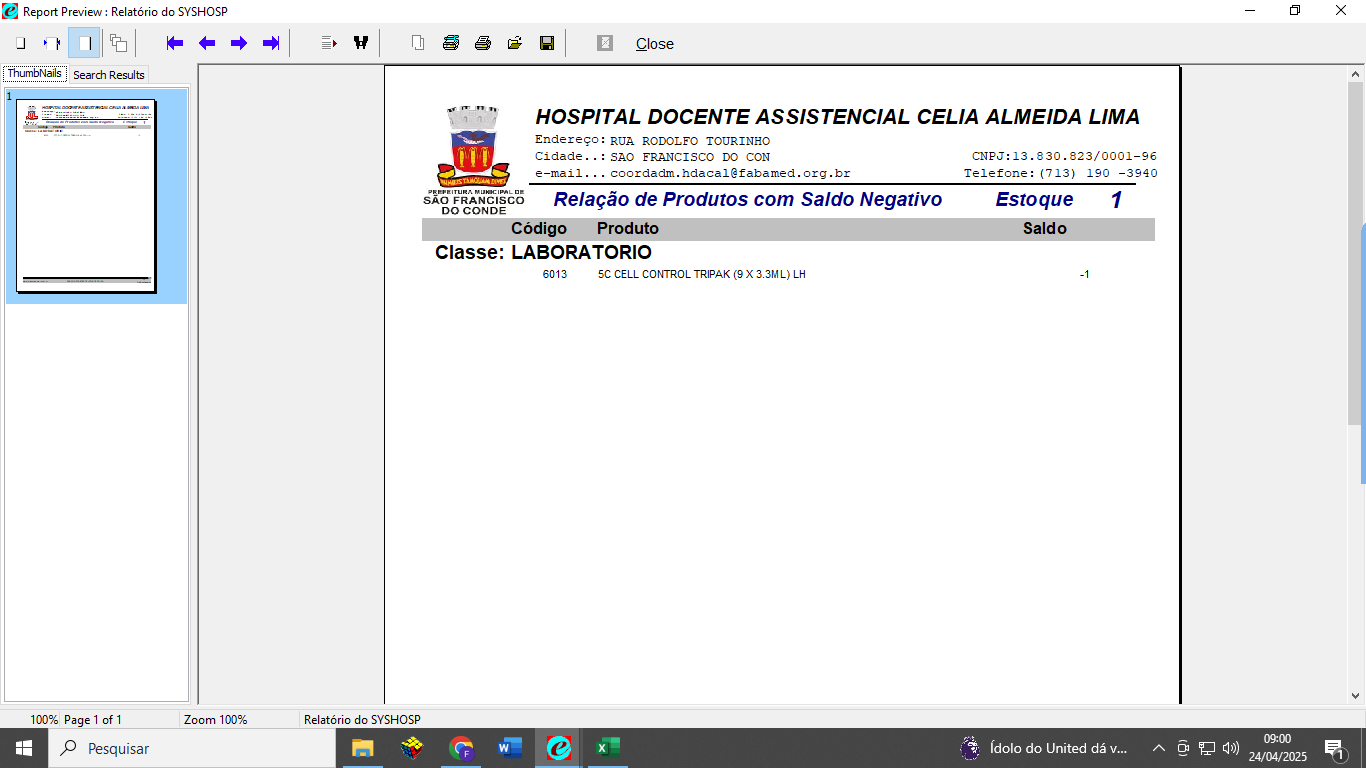 Report Preview : Relatório do SYSHOSP
Close
ThumbNails Search Results
1
HOSPITAL DOCENTE ASSISTENCIAL CELIA ALMEIDA LIMA
Endereço: RUA RODOLFO TOURINHO
Cidade..: SAO FRANCISCO DO CON CNPJ:13.830.823/0001-96
e-mail... coordadm.hdacal@fabamed.org.br Telefone:(713) 190 -3940
PREFEITURA MUNICIPAL DE
SÃO FRANCISCO
DO CONDE
Relação de Produtos com Saldo Negativo Estoque 1
Código Produto Saldo
Classe: LABORATORIO
6013 5C CELL CONTROL TRIPAK (9 X 3.3ML) LH -1
100% Page 1 of 1 Zoom 100% Relatório do SYSHOSP
Pesquisar
Ídolo do United dá v...
09:00
24/04/2025
1